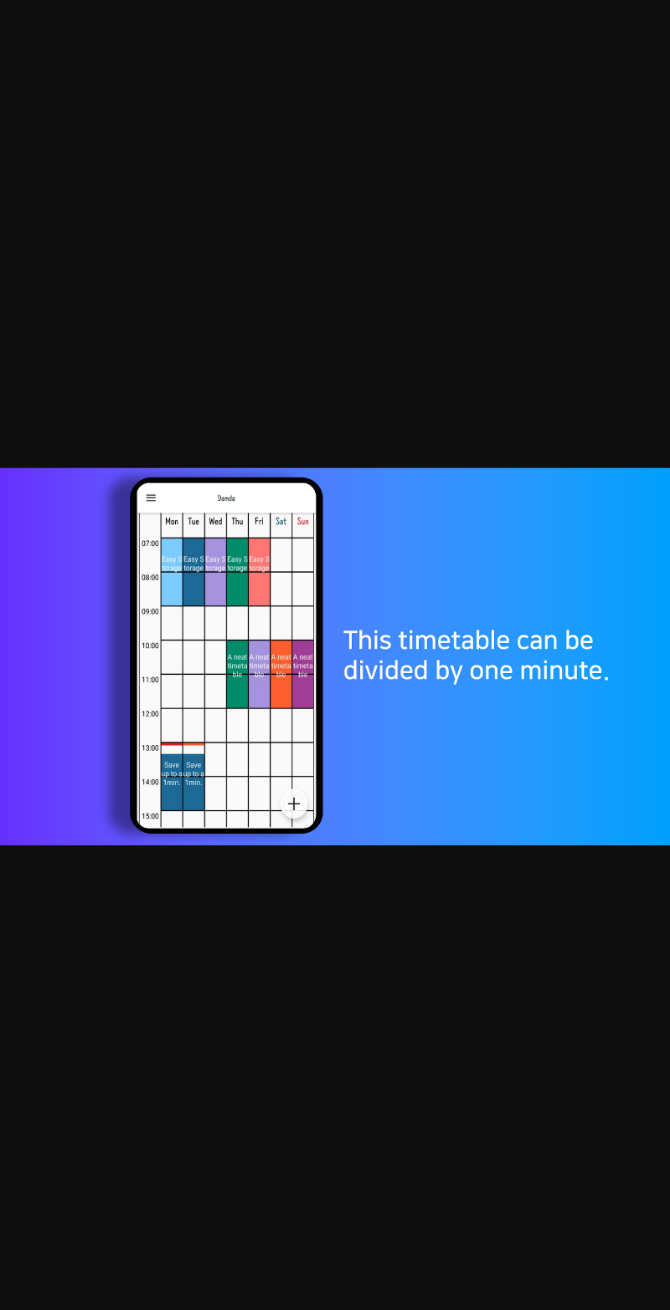 Damda
Mon Tue Wed Thu Fri Sat Sun
07:00
Easy S Easy S Easy S Easy S Easy S
torage torage torage torage torage
08:00
09:00
10:00
A neat A neat A neat A neat
timeta timeta timeta timeta
ble ble ble ble
11:00
12:00
13:00
Save Save
up to a up to a
1min. 1min.
14:00
15:00
This timetable can be
divided by one minute.